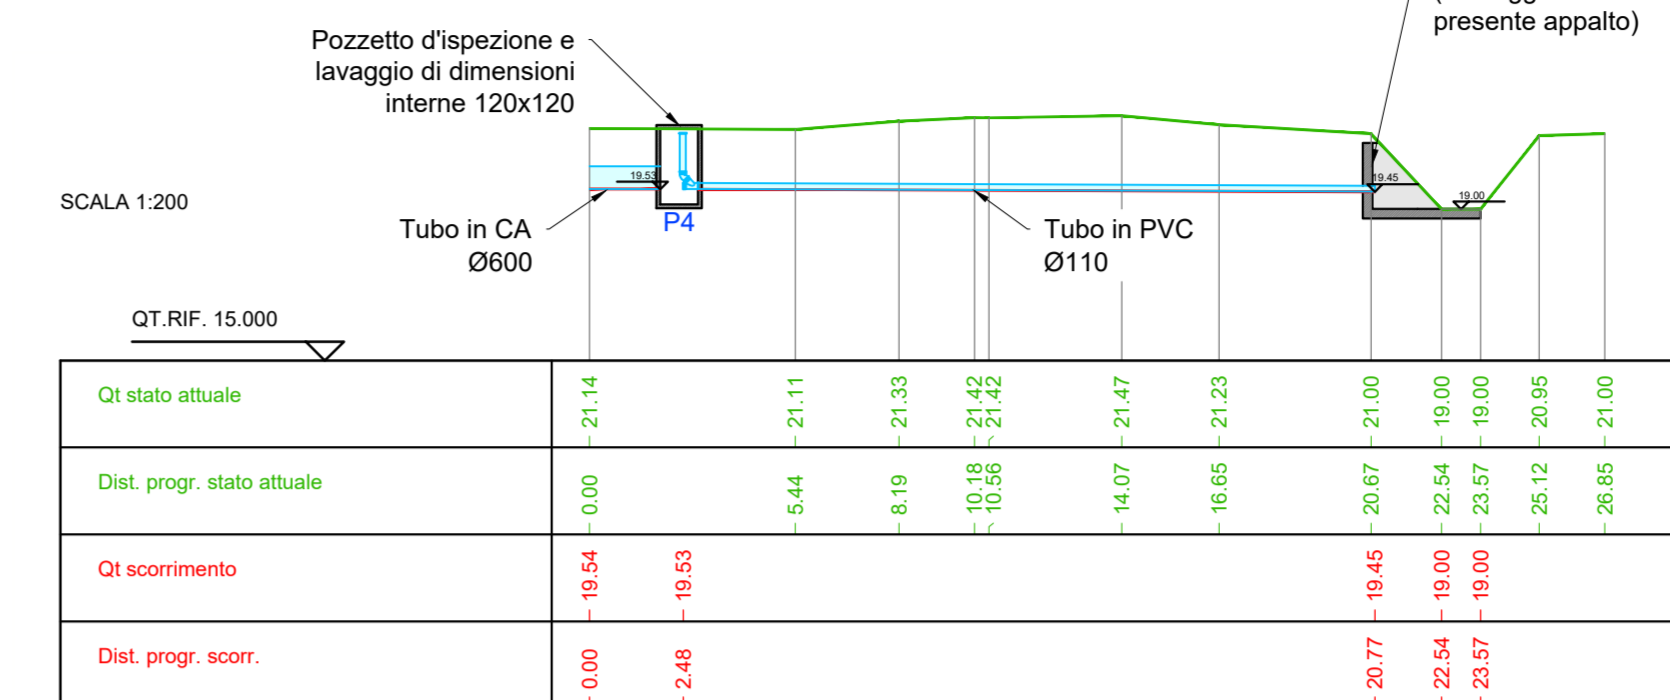 presente appalto)
Pozzetto d'ispezione e
lavaggio di dimensioni
interne 120x120
19.53
19.45
19.00
SCALA 1:200
P4
Tubo in CA
Ø600
Tubo in PVC
Ø110
QT.RIF. 15.000
Qt stato attuale
21.14 21.11 21.33 21.42 21.42 21.47 21.23 21.00 19.00 19.00 20.95 21.00
Dist. progr. stato attuale
0.00 5.44 8.19 10.18 10.56 14.07 16.65 20.67 22.54 23.57 25.12 26.85
Qt scorrimento
19.54 19.53 19.45 19.00 19.00
Dist. progr. scorr.
0.00 2.48 20.77 22.54 23.57